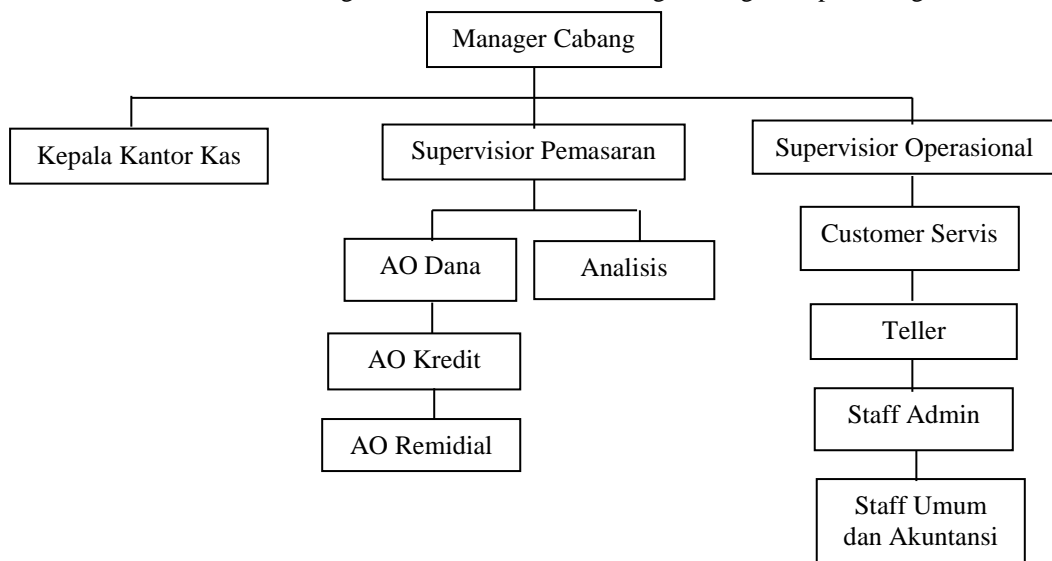 Manager Cabang
Kepala Kantor Kas
Supervisior Pemasaran
Supervisior Operasional
AO Dana
Analisis
Customer Servis
AO Kredit
Teller
AO Remidial
Staff Admin
Staff Umum
dan Akuntansi